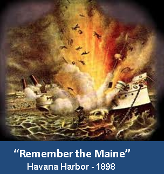 “Remember the Maine”
Havana Harbor - 1898